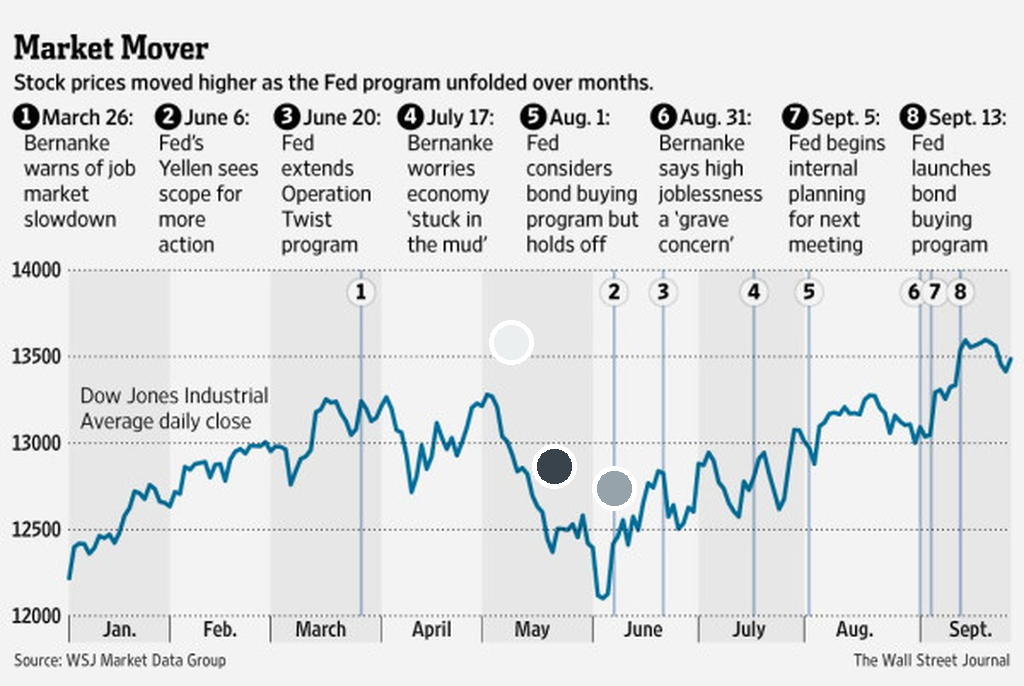 Market Mover
Stock prices moved higher as the Fed program unfolded over months.
1 March 26:
Bernanke
warns of job
market
slowdown
2 June 6:
Fed's
Yellen sees
scope for
more
action
3 June 20:
Fed
extends
Operation
Twist
program
4 July 17:
Bernanke
worries
economy
‘stuck in
the mud’
5 Aug. 1:
Fed
considers
bond buying
program but
holds off
6 Aug. 31:
Bernanke
says high
joblessness
a ‘grave
concern’
7 Sept. 5:
Fed begins
internal
planning
for next
meeting
8 Sept. 13:
Fed
launches
bond
buying
program
14000
1 2 3 4 5 6 7 8
13500
Dow Jones Industrial
Average daily close
13000
12500
12000
Jan. Feb. March April May June July Aug. Sept.
Source: WSJ Market Data Group
The Wall Street Journal